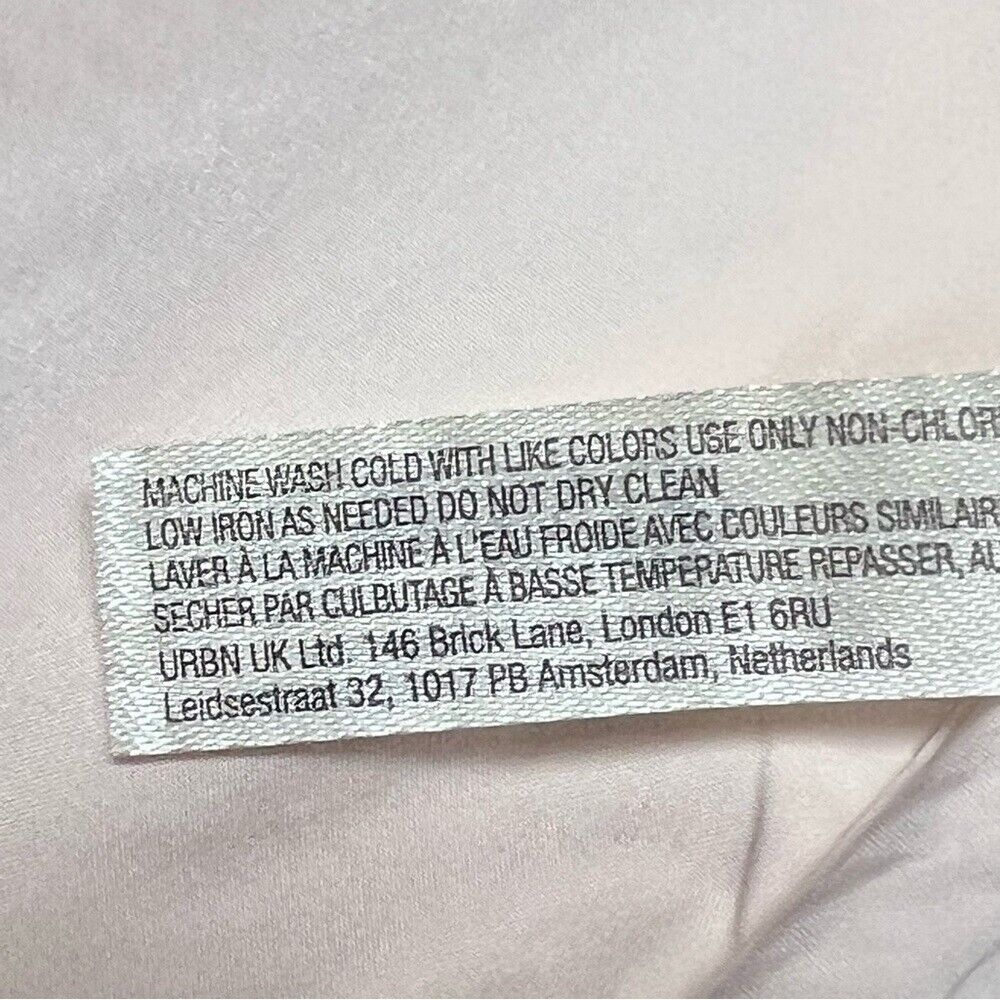 MACHINE WASH COLD WITH LIKE COLORS USE ONLY NON-CHLOR
LOW IRON AS NEEDED DO NOT DRY CLEAN
LAVER À LA MACHINE À L'EAU FROIDE AVEC COULEURS SIMILAIR
SECHER PAR CULBUTAGE À BASSE TEMPERATURE REPASSER, AU
URBN UK Ltd. 146 Brick Lane, London E1 6RU
Leidsestraat 32, 1017 PB Amsterdam, Netherlands